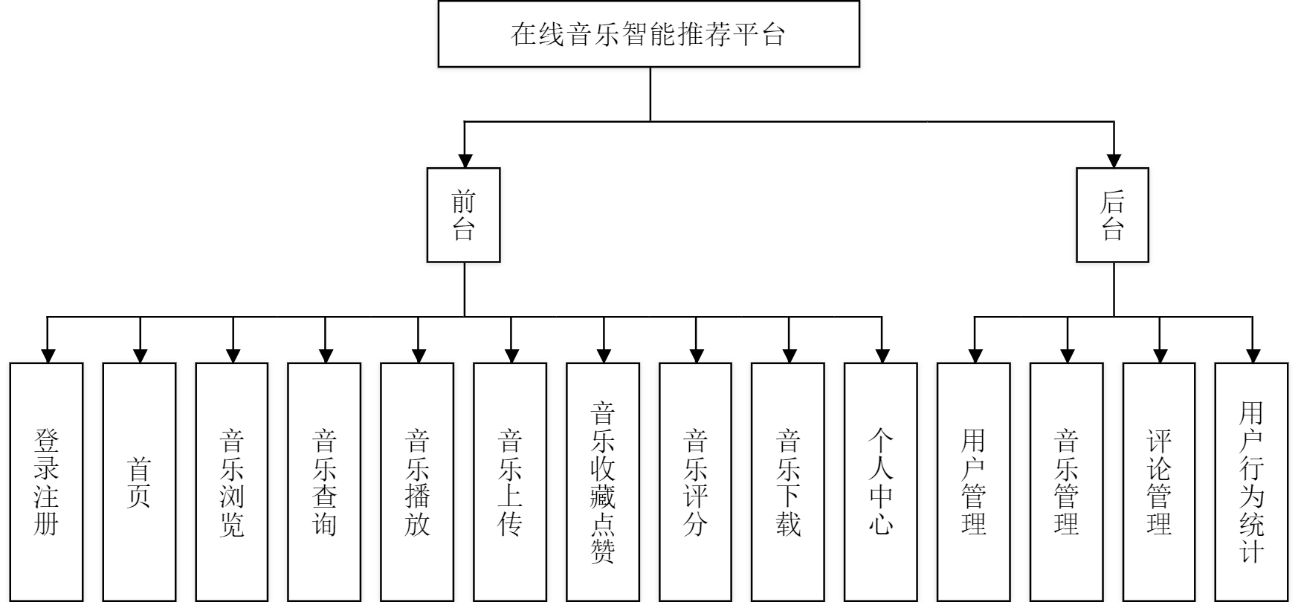 在线音乐智能推荐平台
前台
后台
登录注册
首页
音乐浏览
音乐查询
音乐播放
音乐上传
音乐收藏点赞
音乐评分
音乐下载
个人中心
用户管理
音乐管理
评论管理
用户行为统计